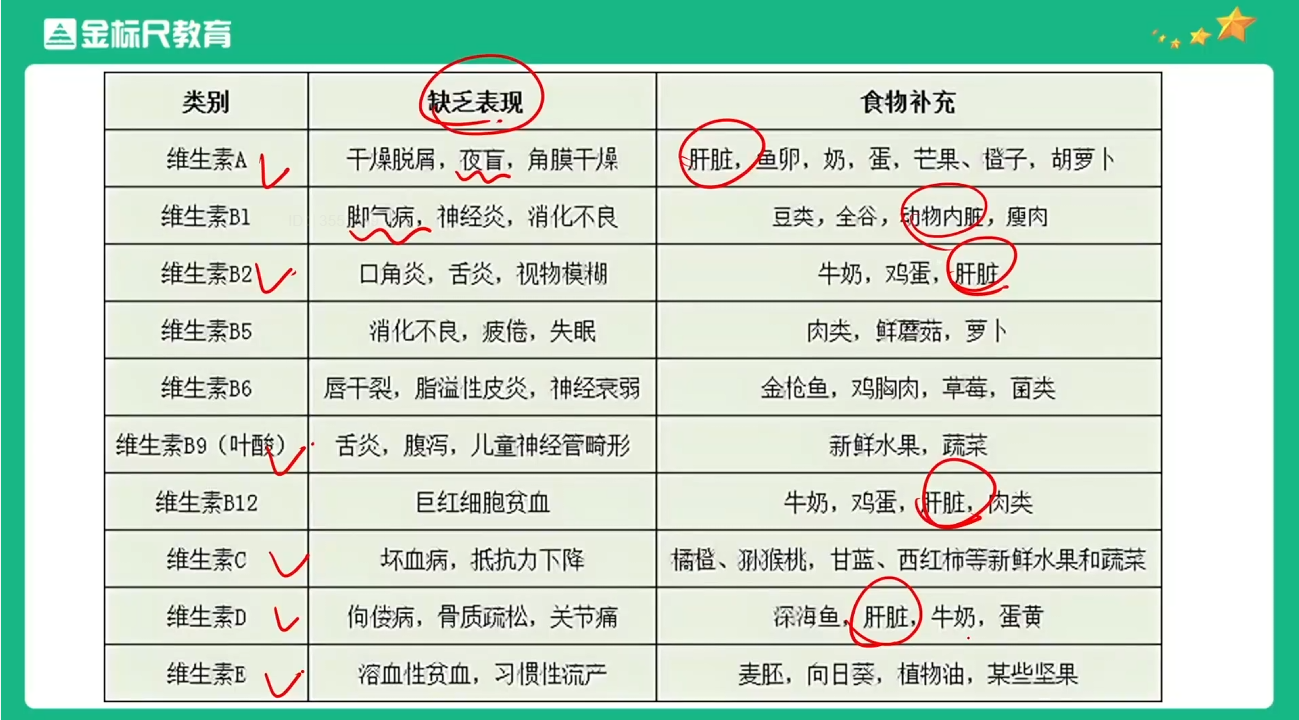 金标尺教育
类别 缺乏表现 食物补充
维生素A 干燥脱屑，夜盲，角膜干燥 肝脏，鱼卵，奶，蛋，芒果、橙子，胡萝卜
维生素B1 脚气病，神经炎，消化不良 豆类，全谷，动物内脏，瘦肉
维生素B2 口角炎，舌炎，视物模糊 牛奶，鸡蛋，肝脏
维生素B5 消化不良，疲倦，失眠 肉类，鲜蘑菇，萝卜
维生素B6 唇干裂，脂溢性皮炎，神经衰弱 金枪鱼，鸡胸肉，草莓，菌类
维生素B9（叶酸） 舌炎，腹泻，儿童神经管畸形 新鲜水果，蔬菜
维生素B12 巨红细胞贫血 牛奶，鸡蛋，肝脏，肉类
维生素C 坏血病，抵抗力下降 橘橙、猕猴桃，甘蓝、西红柿等新鲜水果和蔬菜
维生素D 佝偻病，骨质疏松，关节痛 深海鱼，肝脏，牛奶，蛋黄
维生素E 溶血性贫血，习惯性流产 麦胚，向日葵，植物油，某些坚果